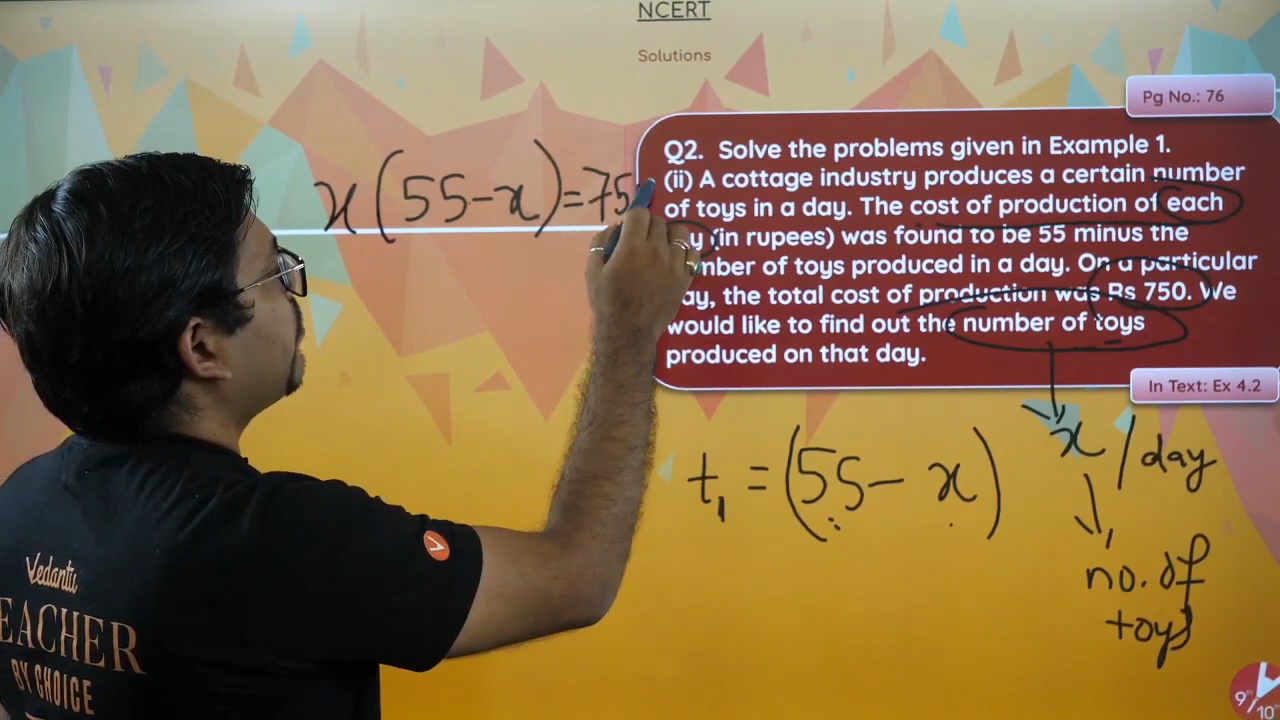 NCERT
Solutions
Pg No.: 76
x(55-x)=75
Q2. Solve the problems given in Example 1.
(ii) A cottage industry produces a certain number
of toys in a day. The cost of production of each
y (in rupees) was found to be 55 minus the
mber of toys produced in a day. On a particular
ay, the total cost of production was Rs 750. We
would like to find out the number of toys
produced on that day.
In Text: Ex 4.2
t₁ = (55- x)
x/day
no. of
toys
Vedantu
TEACHER
BY CHOICE
9th
10th